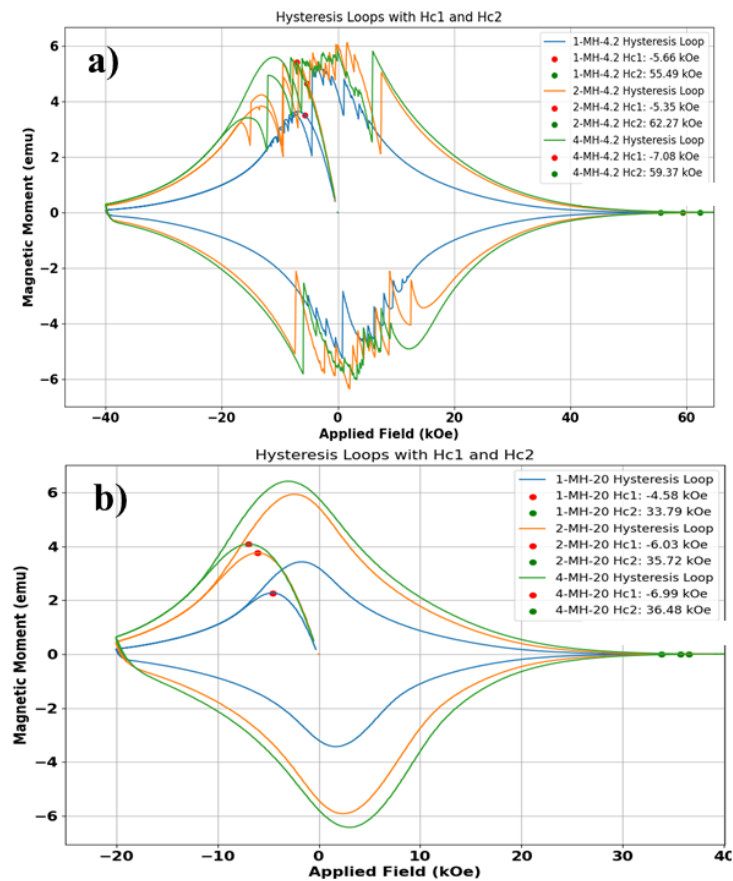 Hysteresis Loops with Hc1 and Hc2
a)
1-MH-4.2 Hysteresis Loop
1-MH-4.2 Hc1: -5.66 kOe
1-MH-4.2 Hc2: 55.49 kOe
2-MH-4.2 Hysteresis Loop
2-MH-4.2 Hc1: -5.35 kOe
2-MH-4.2 Hc2: 62.27 kOe
4-MH-4.2 Hysteresis Loop
4-MH-4.2 Hc1: -7.08 kOe
4-MH-4.2 Hc2: 59.37 kOe
Magnetic Moment (emu)
6
4
2
0
−2
−4
−6
−40 −20 0 20 40 60
Applied Field (kOe)
Hysteresis Loops with Hc1 and Hc2
b)
1-MH-20 Hysteresis Loop
1-MH-20 Hc1: -4.58 kOe
1-MH-20 Hc2: 33.79 kOe
2-MH-20 Hysteresis Loop
2-MH-20 Hc1: -6.03 kOe
2-MH-20 Hc2: 35.72 kOe
4-MH-20 Hysteresis Loop
4-MH-20 Hc1: -6.99 kOe
4-MH-20 Hc2: 36.48 kOe
Magnetic Moment (emu)
6
4
2
0
−2
−4
−6
−20 −10 0 10 20 30 40
Applied Field (kOe)